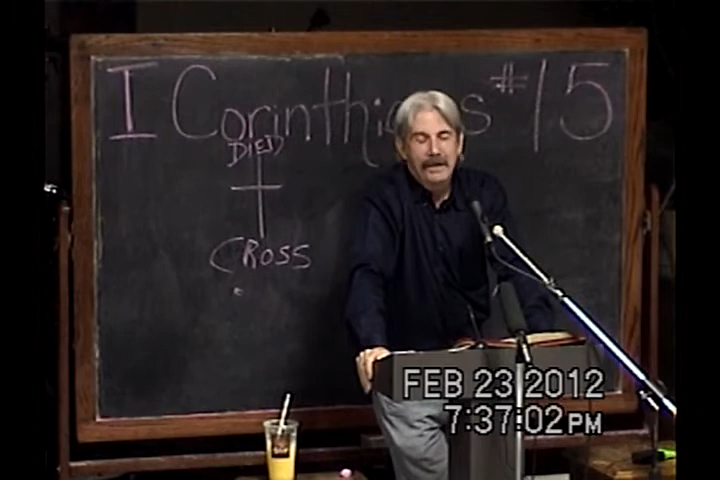 I Corinthians #15
DIED
CROSS
FEB 23 2012
7:37:02 PM